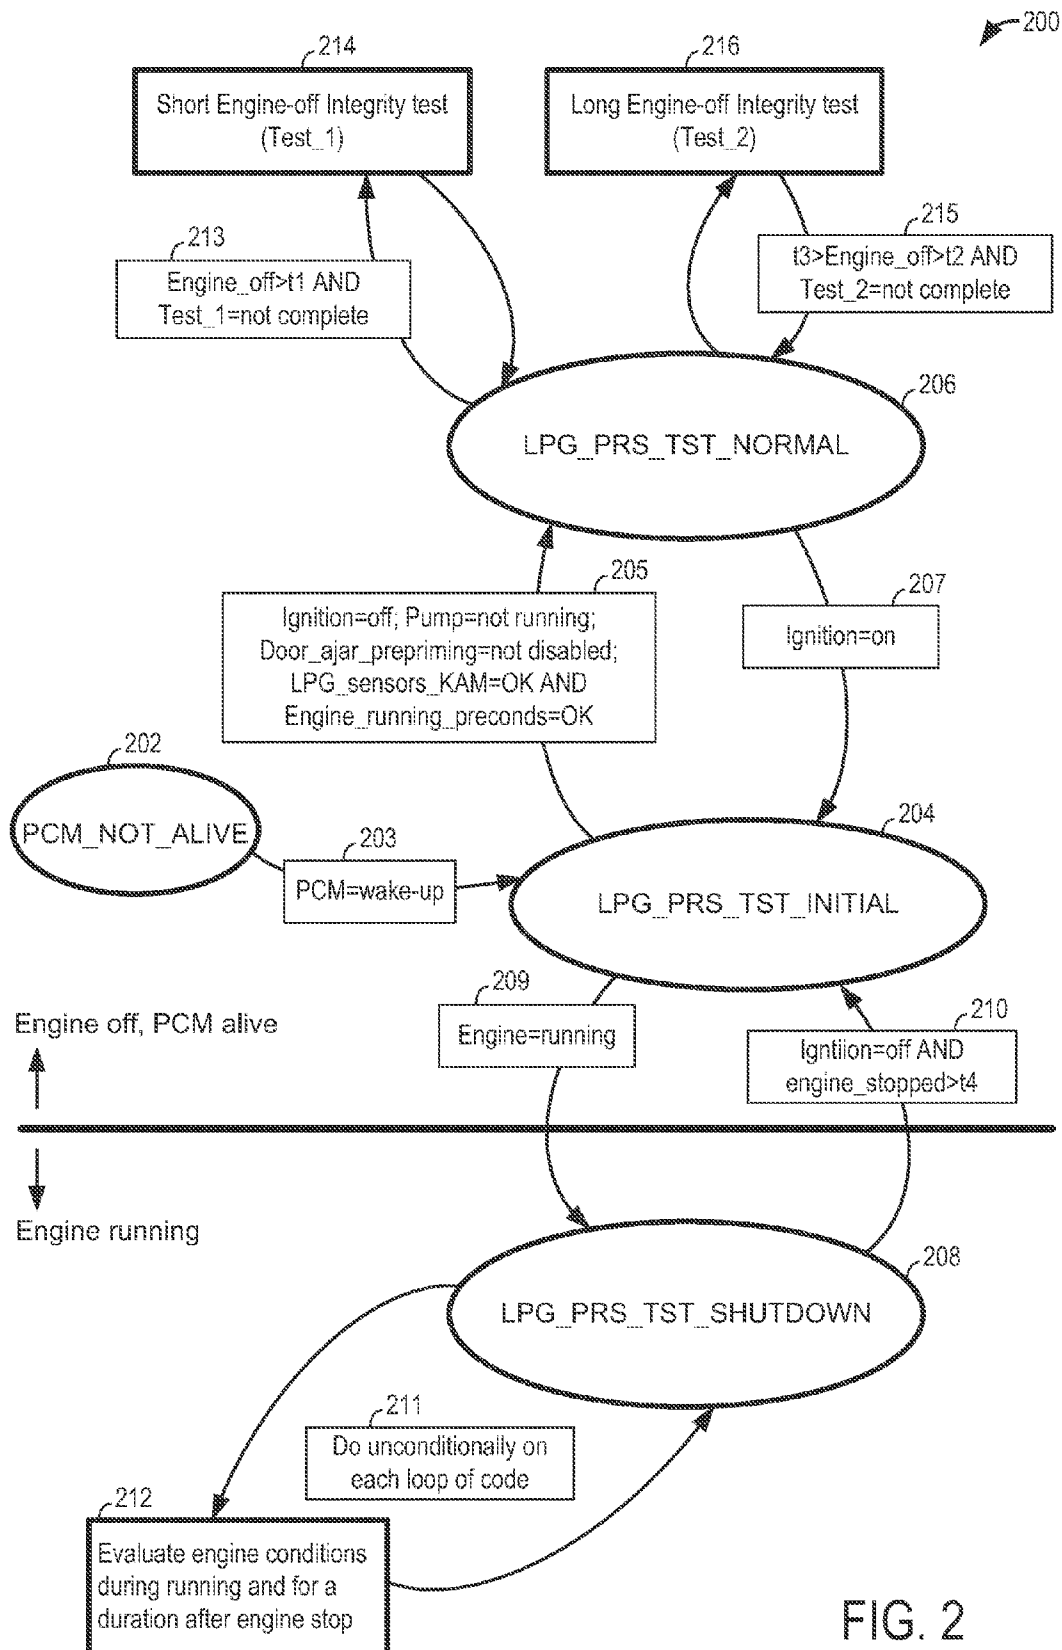 200
214
216
Short Engine-off Integrity test
(Test_1)
Long Engine-off Integrity test
(Test_2)
213
Engine_off>t1 AND
Test_1=not complete
215
t3>Engine_off>t2 AND
Test_2=not complete
206
LPG_PRS_TST_NORMAL
205
Ignition=off; Pump=not running;
Door_ajar_prepriming=not disabled;
LPG_sensors_KAM=OK AND
Engine_running_preconds=OK
207
Ignition=on
202
PCM_NOT_ALIVE
203
PCM=wake-up
204
LPG_PRS_TST_INITIAL
209
Engine=running
210
Igntiion=off AND
engine_stopped>t4
Engine off, PCM alive
Engine running
208
LPG_PRS_TST_SHUTDOWN
211
Do unconditionally on
each loop of code
212
Evaluate engine conditions
during running and for a
duration after engine stop
FIG. 2